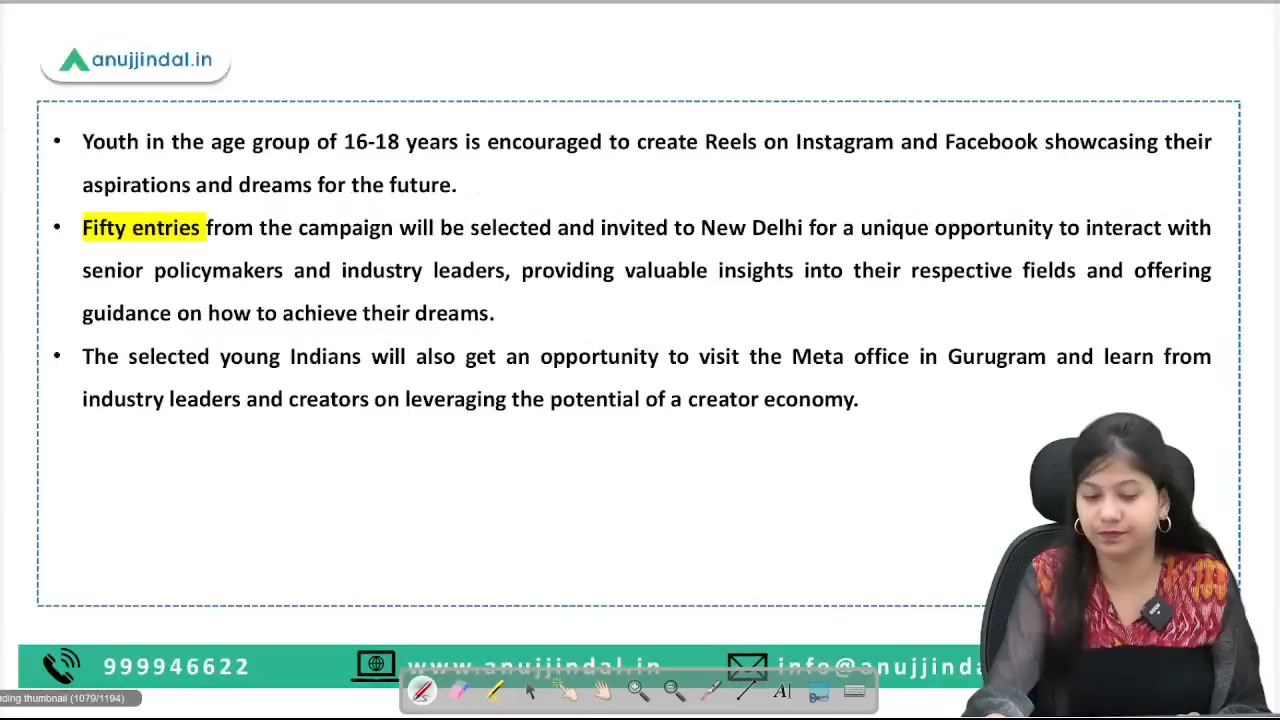 anujjindal.in
• Youth in the age group of 16-18 years is encouraged to create Reels on Instagram and Facebook showcasing their
aspirations and dreams for the future.
• Fifty entries from the campaign will be selected and invited to New Delhi for a unique opportunity to interact with
senior policymakers and industry leaders, providing valuable insights into their respective fields and offering
guidance on how to achieve their dreams.
• The selected young Indians will also get an opportunity to visit the Meta office in Gurugram and learn from
industry leaders and creators on leveraging the potential of a creator economy.
999946622
www.anujjindal.in
info@anujjinda
ading thumbnail (1079/1194)
A